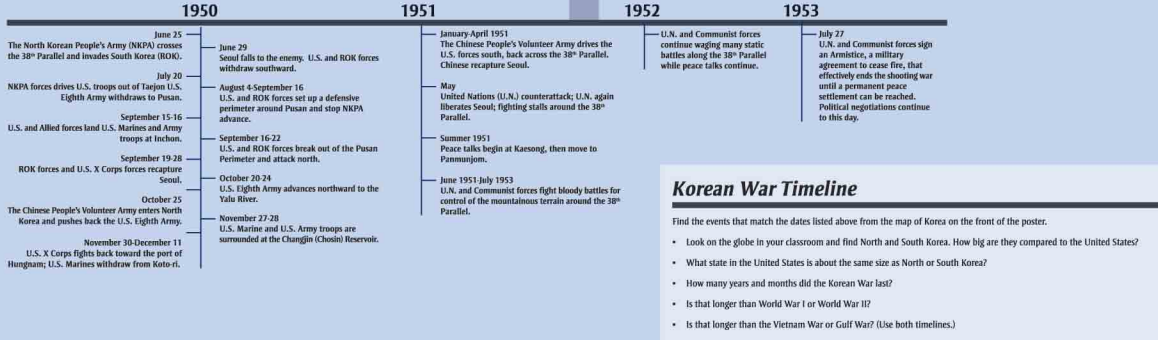 1950
June 25
The North Korean People's Army (NKPA) crosses
the 38th Parallel and invades South Korea (ROK).
June 29
Seoul falls to the enemy. U.S. and ROK forces
withdraw southward.
July 20
NKPA forces drives U.S. troops out of Taejon U.S.
Eighth Army withdraws to Pusan.
August 4-September 16
U.S. and ROK forces set up a defensive
perimeter around Pusan and stop NKPA
advance.
September 15-16
U.S. and Allied forces land U.S. Marines and Army
troops at Inchon.
September 16-22
U.S. and ROK forces break out of the Pusan
Perimeter and attack north.
September 19-28
ROK forces and U.S. X Corps forces recapture
Seoul.
October 20-24
U.S. Eighth Army advances northward to the
Yalu River.
October 25
The Chinese People's Volunteer Army enters North
Korea and pushes back the U.S. Eighth Army.
November 27-28
U.S. Marine and U.S. Army troops are
surrounded at the Changjin (Chosin) Reservoir.
November 30-December 11
U.S. X Corps fights back toward the port of
Hungnam; U.S. Marines withdraw from Koto-ri.
1951
January-April 1951
The Chinese People's Volunteer Army drives the
U.S. forces south, back across the 38th Parallel.
Chinese recapture Seoul.
May
United Nations (U.N.) counterattack; U.N. again
liberates Seoul; fighting stalls around the 38th
Parallel.
Summer 1951
Peace talks begin at Kaesong, then move to
Panmunjom.
June 1951-July 1953
U.N. and Communist forces fight bloody battles for
control of the mountainous terrain around the 38th
Parallel.
1952
U.N. and Communist forces
continue waging many static
battles along the 38th Parallel
while peace talks continue.
1953
July 27
U.N. and Communist forces sign
an Armistice, a military
agreement to cease fire, that
effectively ends the shooting war
until a permanent peace
settlement can be reached.
Political negotiations continue
to this day.
Korean War Timeline
Find the events that match the dates listed above from the map of Korea on the front of the poster.
• Look on the globe in your classroom and find North and South Korea. How big are they compared to the United States?
• What state in the United States is about the same size as North or South Korea?
• How many years and months did the Korean War last?
• Is that longer than World War I or World War II?
• Is that longer than the Vietnam War or Gulf War? (Use both timelines.)